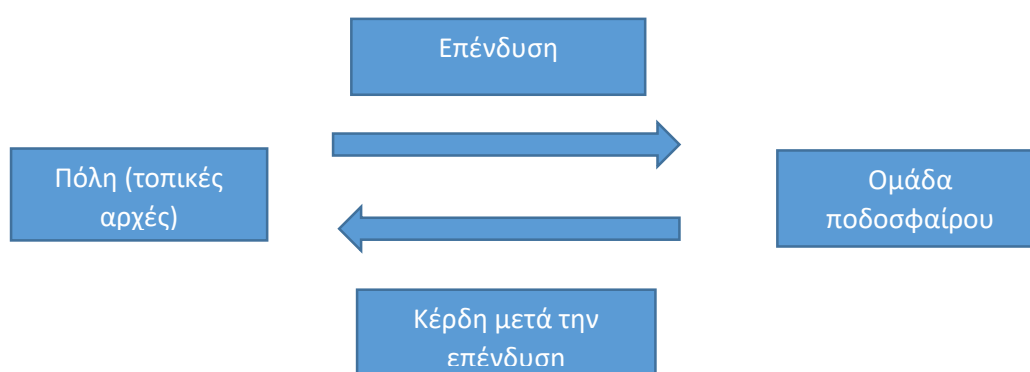 Επένδυση
Πόλη (τοπικές
αρχές)
Ομάδα
ποδοσφαίρου
Κέρδη μετά την
επένδυση